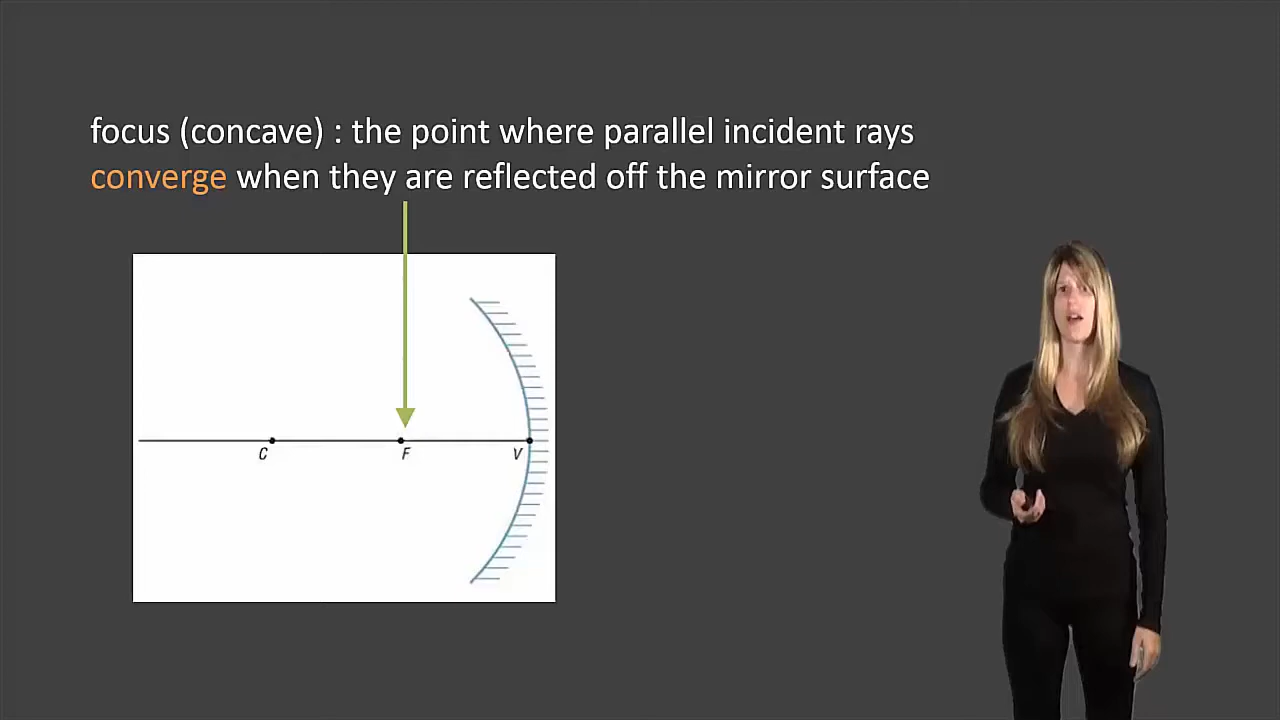 focus (concave) : the point where parallel incident rays
converge when they are reflected off the mirror surface
C F V